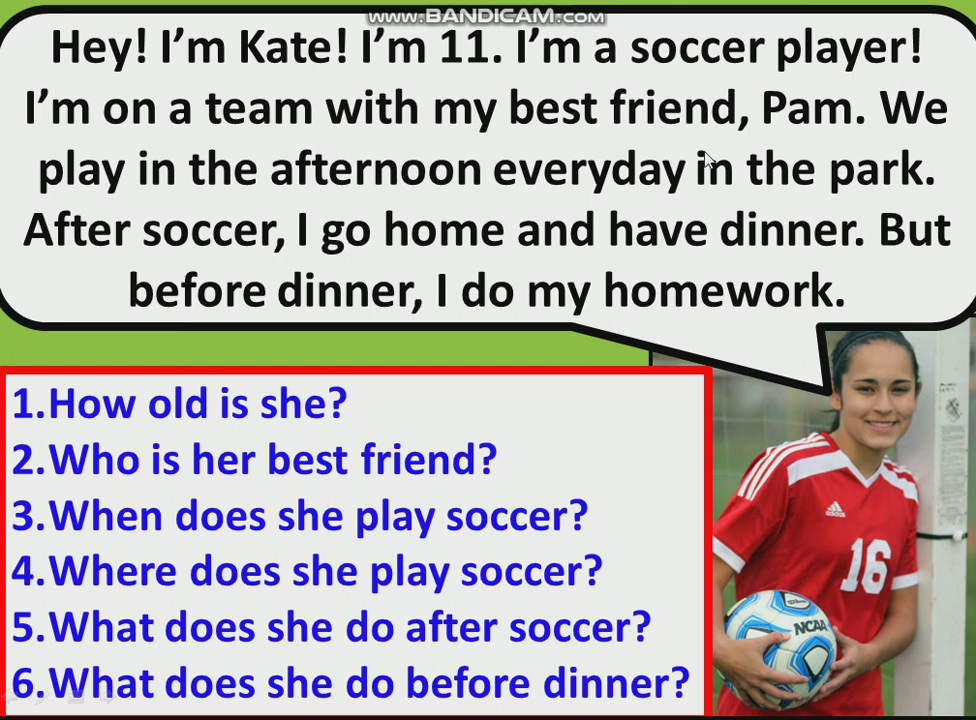 www.BANDICAM.com
Hey! I’m Kate! I’m 11. I’m a soccer player!
I’m on a team with my best friend, Pam. We
play in the afternoon everyday in the park.
After soccer, I go home and have dinner. But
before dinner, I do my homework.
1.How old is she?
2.Who is her best friend?
3.When does she play soccer?
4.Where does she play soccer?
5.What does she do after soccer?
6.What does she do before dinner?
adidas
16
NCAA